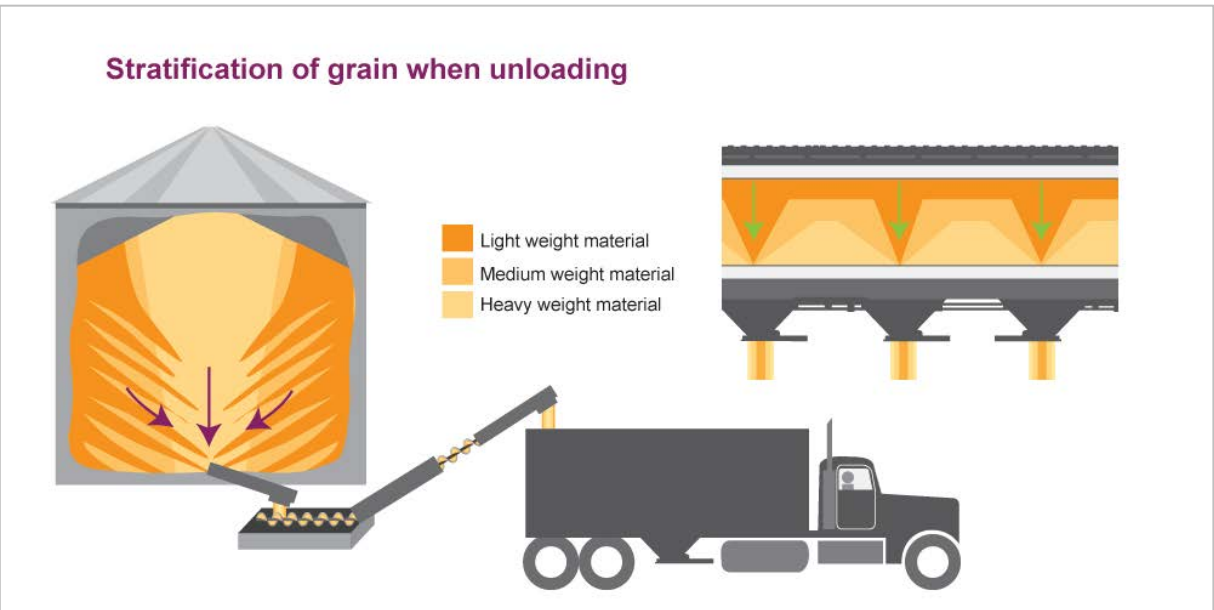 Stratification of grain when unloading
Light weight material
Medium weight material
Heavy weight material